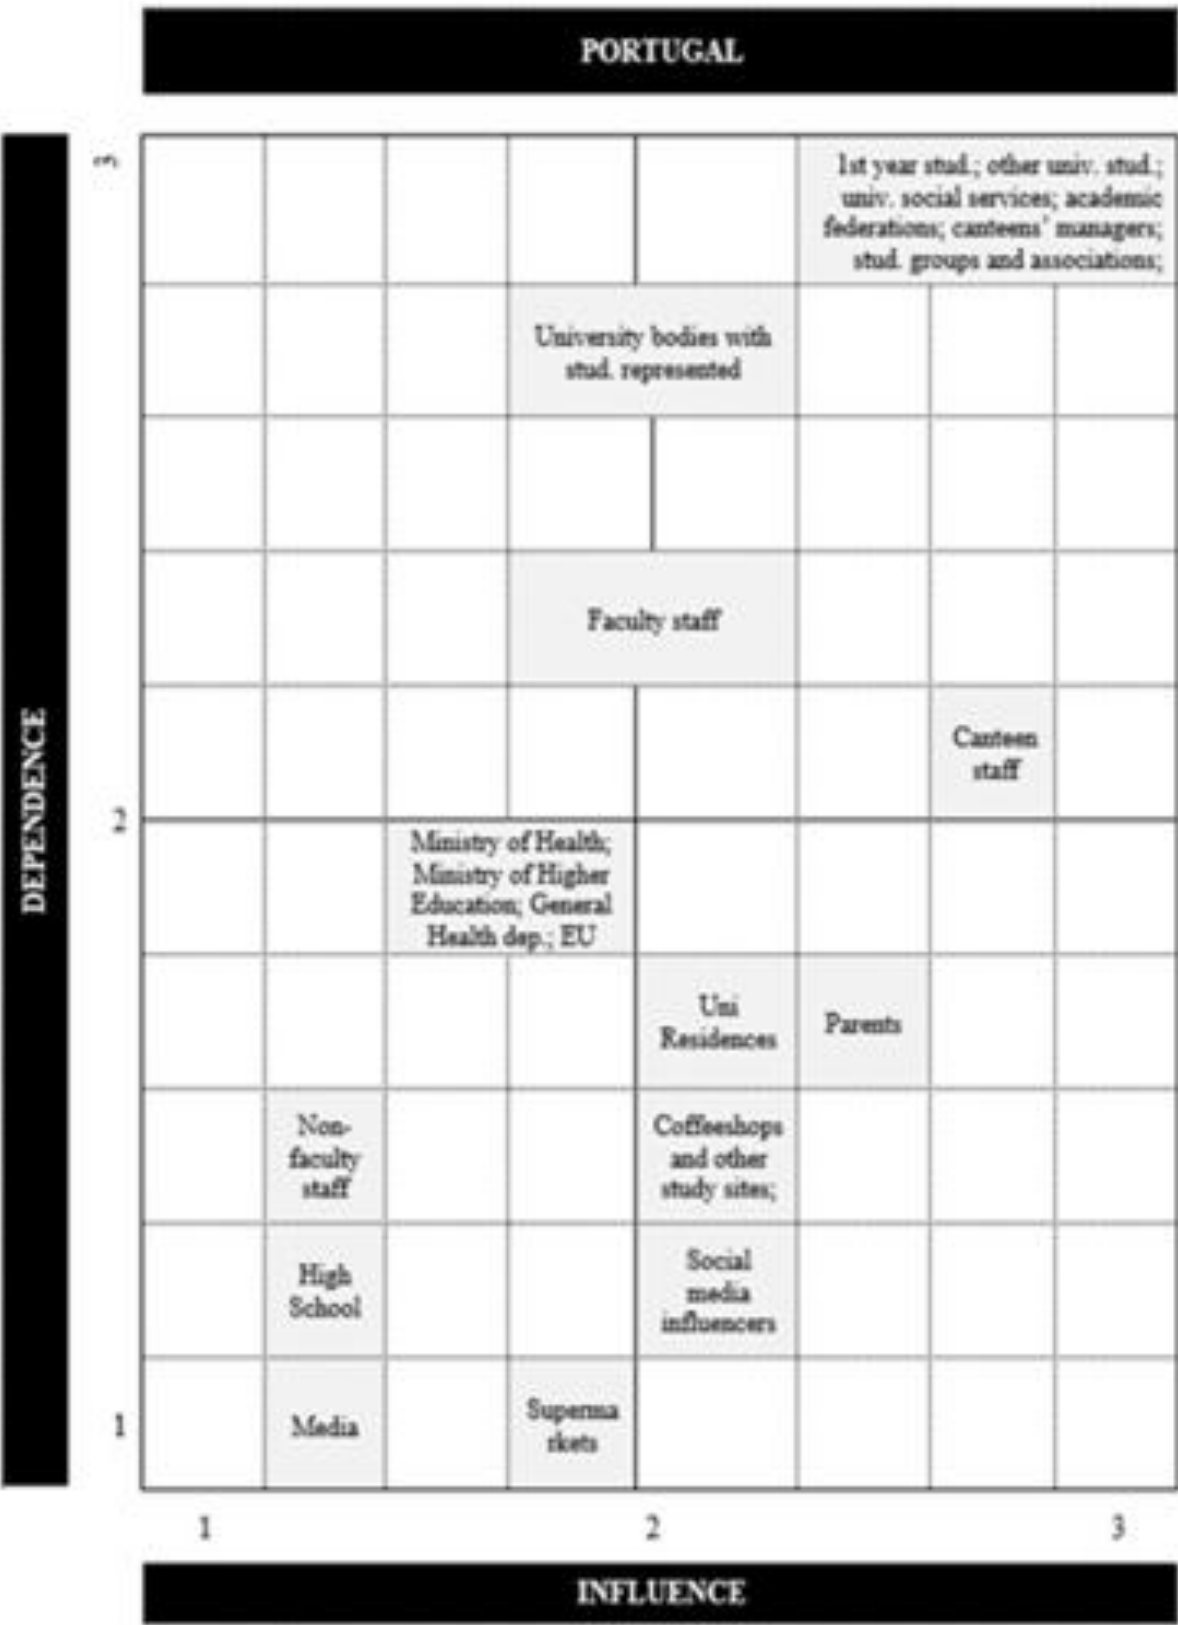 PORTUGAL
DEPENDENCE
3
1st year stud.; other univ. stud.;
univ. social services; academic
federations; canteens' managers;
stud. groups and associations;
University bodies with
stud. represented
Faculty staff
Canteen
staff
2
Ministry of Health;
Ministry of Higher
Education; General
Health dep.; EU
Uni
Residences
Parents
Non-
faculty
staff
Coffeeshops
and other
study sites;
High
School
Social
media
influencers
1
Media
Superma
rkets
1
2
3
INFLUENCE